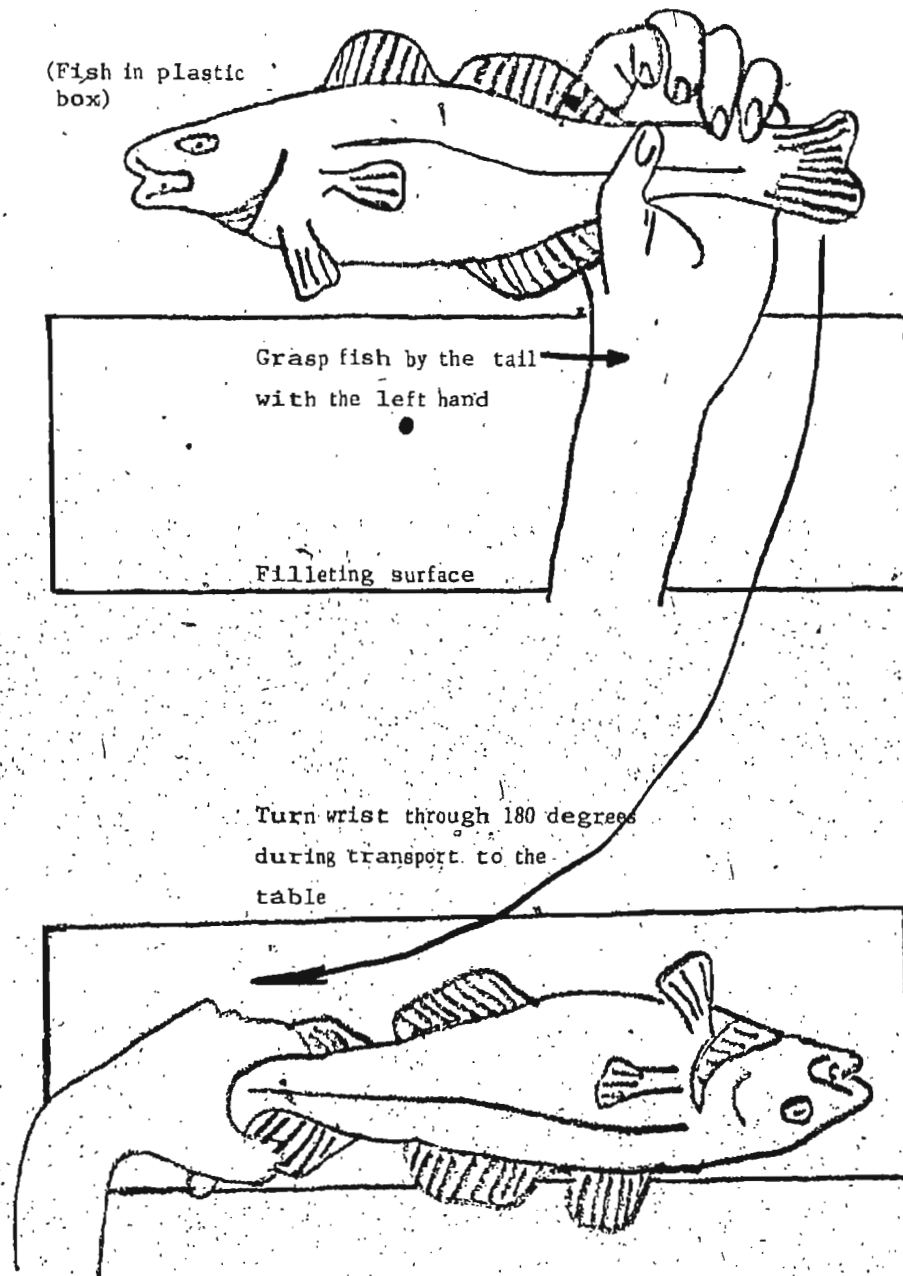 (Fish in plastic
box)
Grasp fish by the tail
with the left hand
Filleting surface
Turn wrist through 180 degrees
during transport to the
table